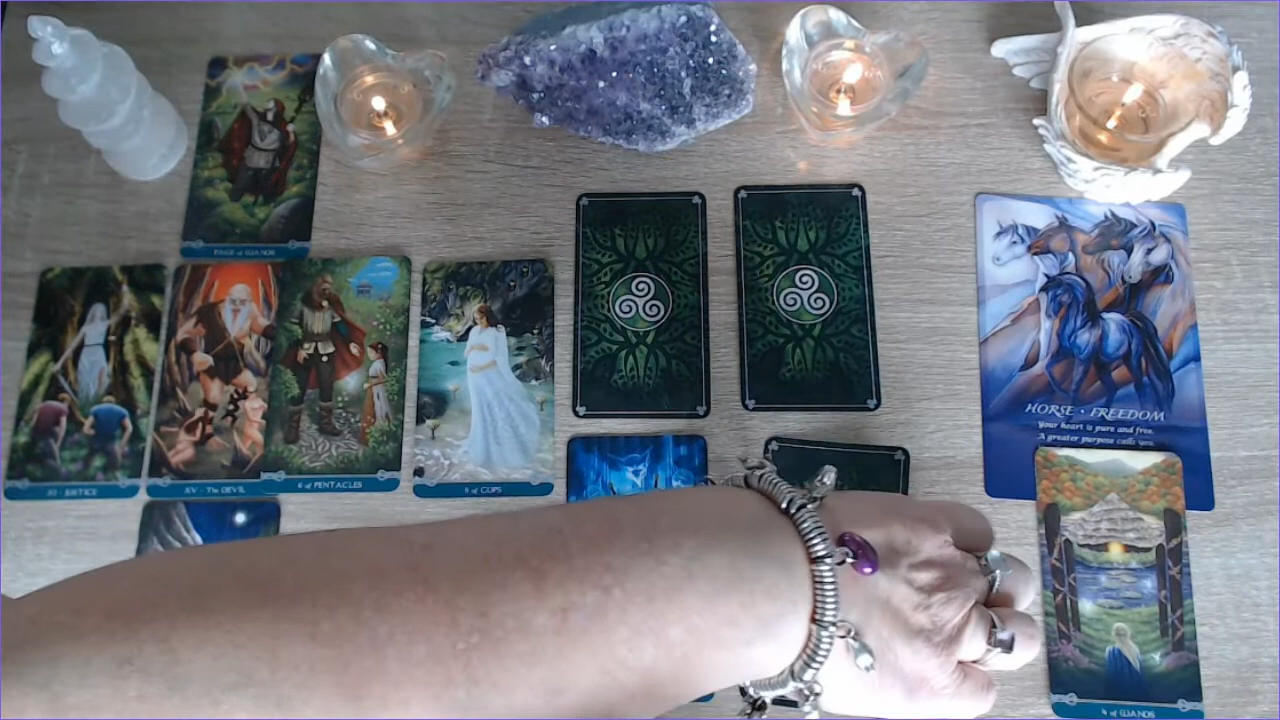 PAGE of WANDS
XI - JUSTICE
XV - The DEVIL
6 of PENTACLES
9 of CUPS
HORSE • FREEDOM
Your heart is pure and free.
A greater purpose calls you.
4 of WANDS